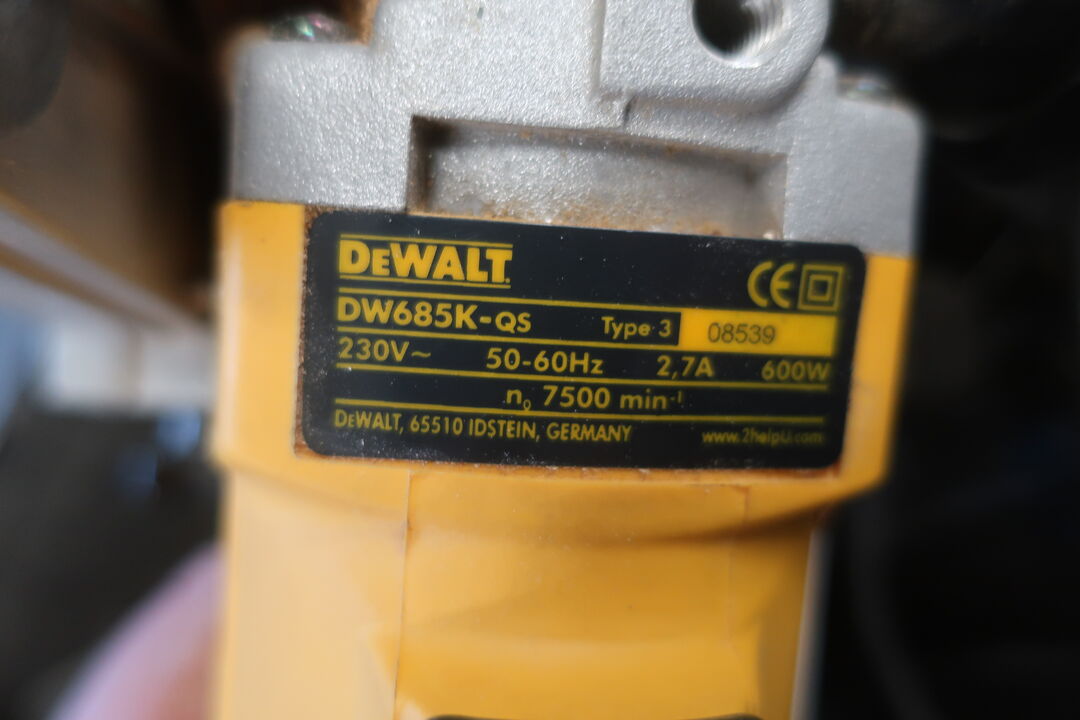 DEWALT
DW685K-QS Type 3 08539
230V~ 50-60Hz 2,7A 600W
n₀ 7500 min⁻¹
DEWALT, 65510 IDSTEIN, GERMANY www.2helpU.com